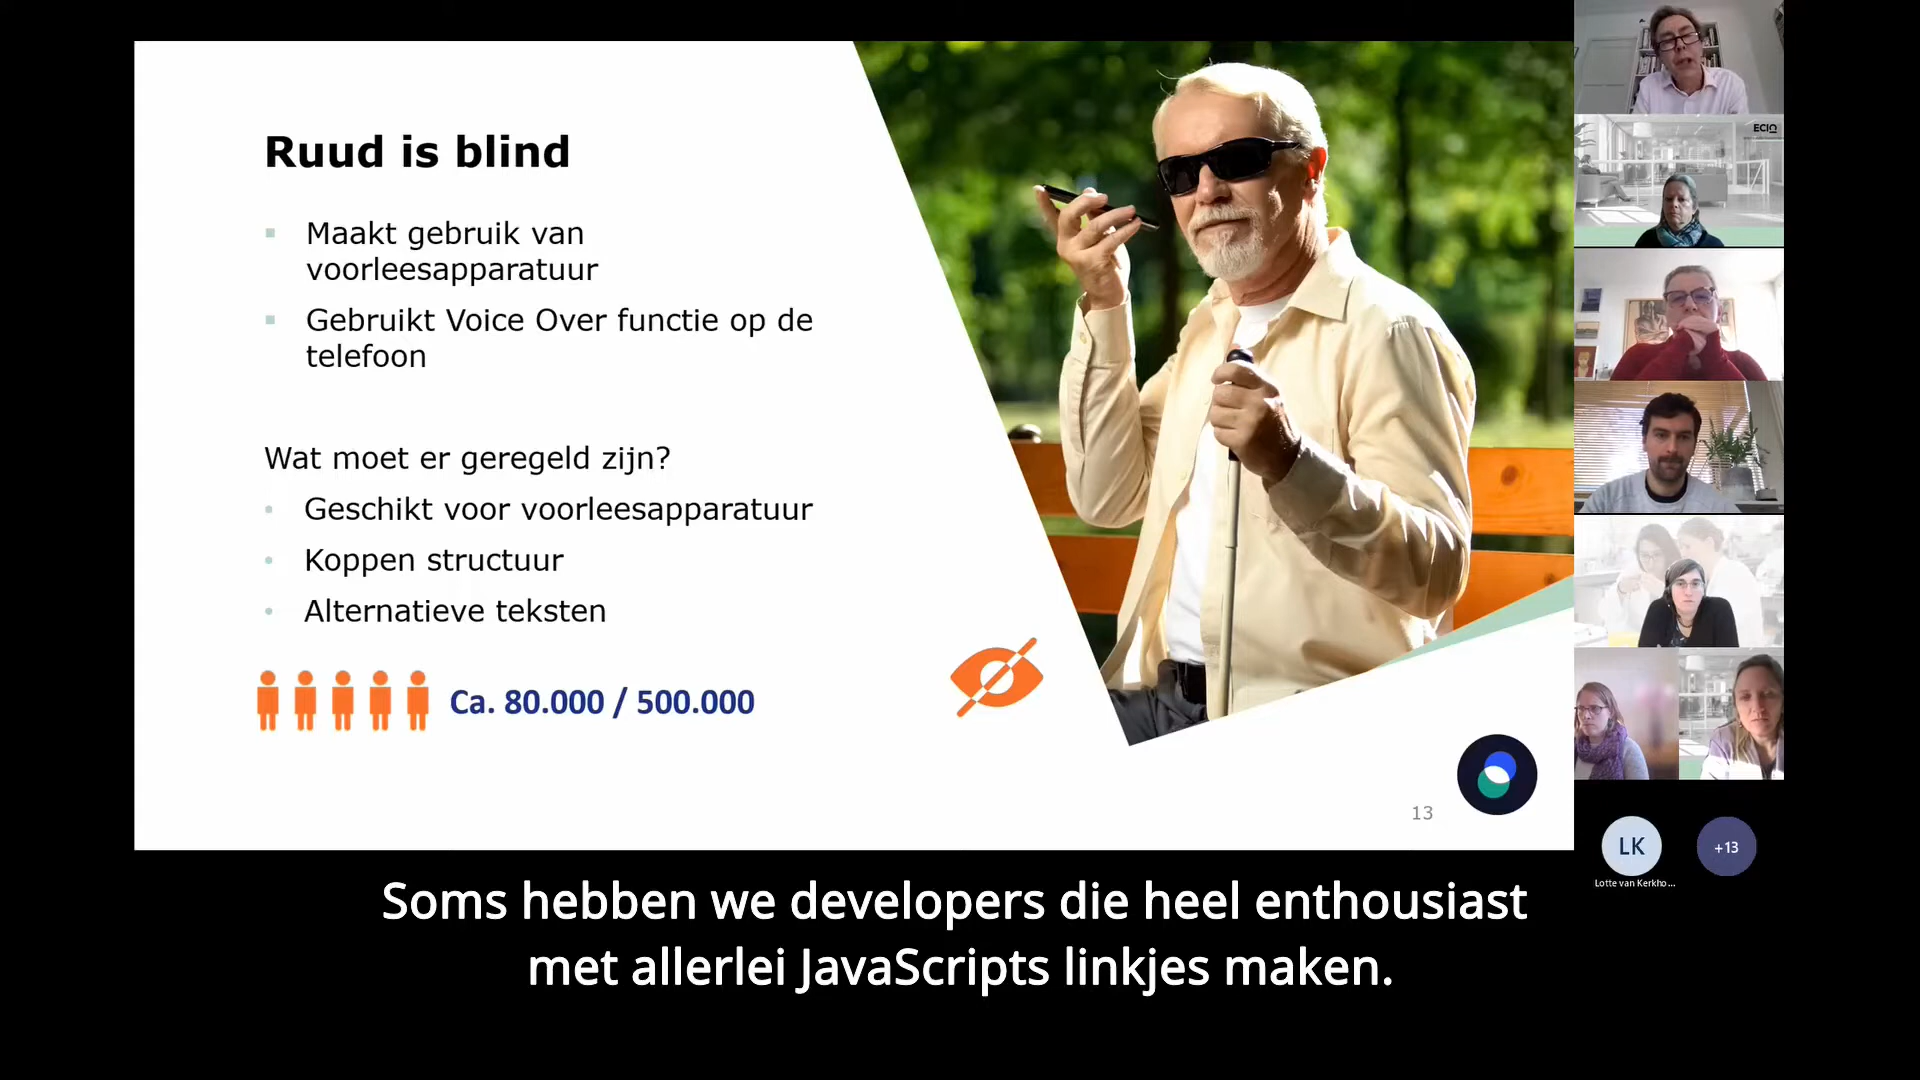 Ruud is blind
Maakt gebruik van
voorleesapparatuur
Gebruikt Voice Over functie op de
telefoon
Wat moet er geregeld zijn?
Geschikt voor voorleesapparatuur
Koppen structuur
Alternatieve teksten
Ca. 80.000 / 500.000
13
ECIO
LK
+13
Lotte van Kerkho...
Soms hebben we developers die heel enthousiast
met allerlei JavaScripts linkjes maken.